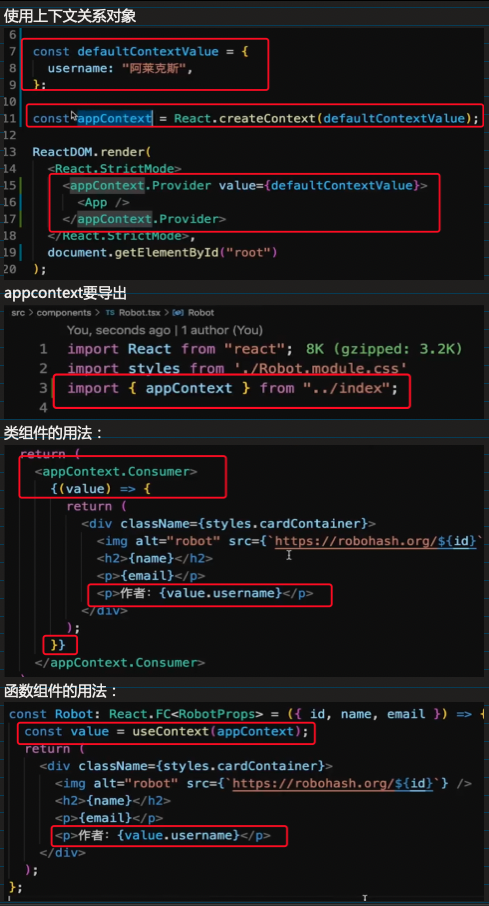 使用上下文关系对象
6
7 const defaultContextValue = {
8 username: "阿莱克斯",
9 };
10
11 const appContext = React.createContext(defaultContextValue);
12
13 ReactDOM.render(
14 <React.StrictMode>
15 <appContext.Provider value={defaultContextValue}>
16 <App />
17 </appContext.Provider>
18 </React.StrictMode>,
19 document.getElementById("root")
20 );
appcontext要导出
src > components > TS Robot.tsx > Robot
You, seconds ago | 1 author (You)
1 import React from "react"; 8K (gzipped: 3.2K)
2 import styles from './Robot.module.css'
3 import { appContext } from "../index";
4
类组件的用法：
return (
<appContext.Consumer>
{(value) => {
return (
<div className={styles.cardContainer}>
<img alt="robot" src={`https://robohash.org/${id}`
<h2>{name}</h2>
<p>{email}</p>
<p>作者: {value.username}</p>
</div>
);
}}
</appContext.Consumer>
函数组件的用法：
const Robot: React.FC<RobotProps> = ({ id, name, email }) => {
const value = useContext(appContext);
return (
<div className={styles.cardContainer}>
<img alt="robot" src={`https://robohash.org/${id}`} />
<h2>{name}</h2>
<p>{email}</p>
<p>作者: {value.username}</p>
</div>
);
};